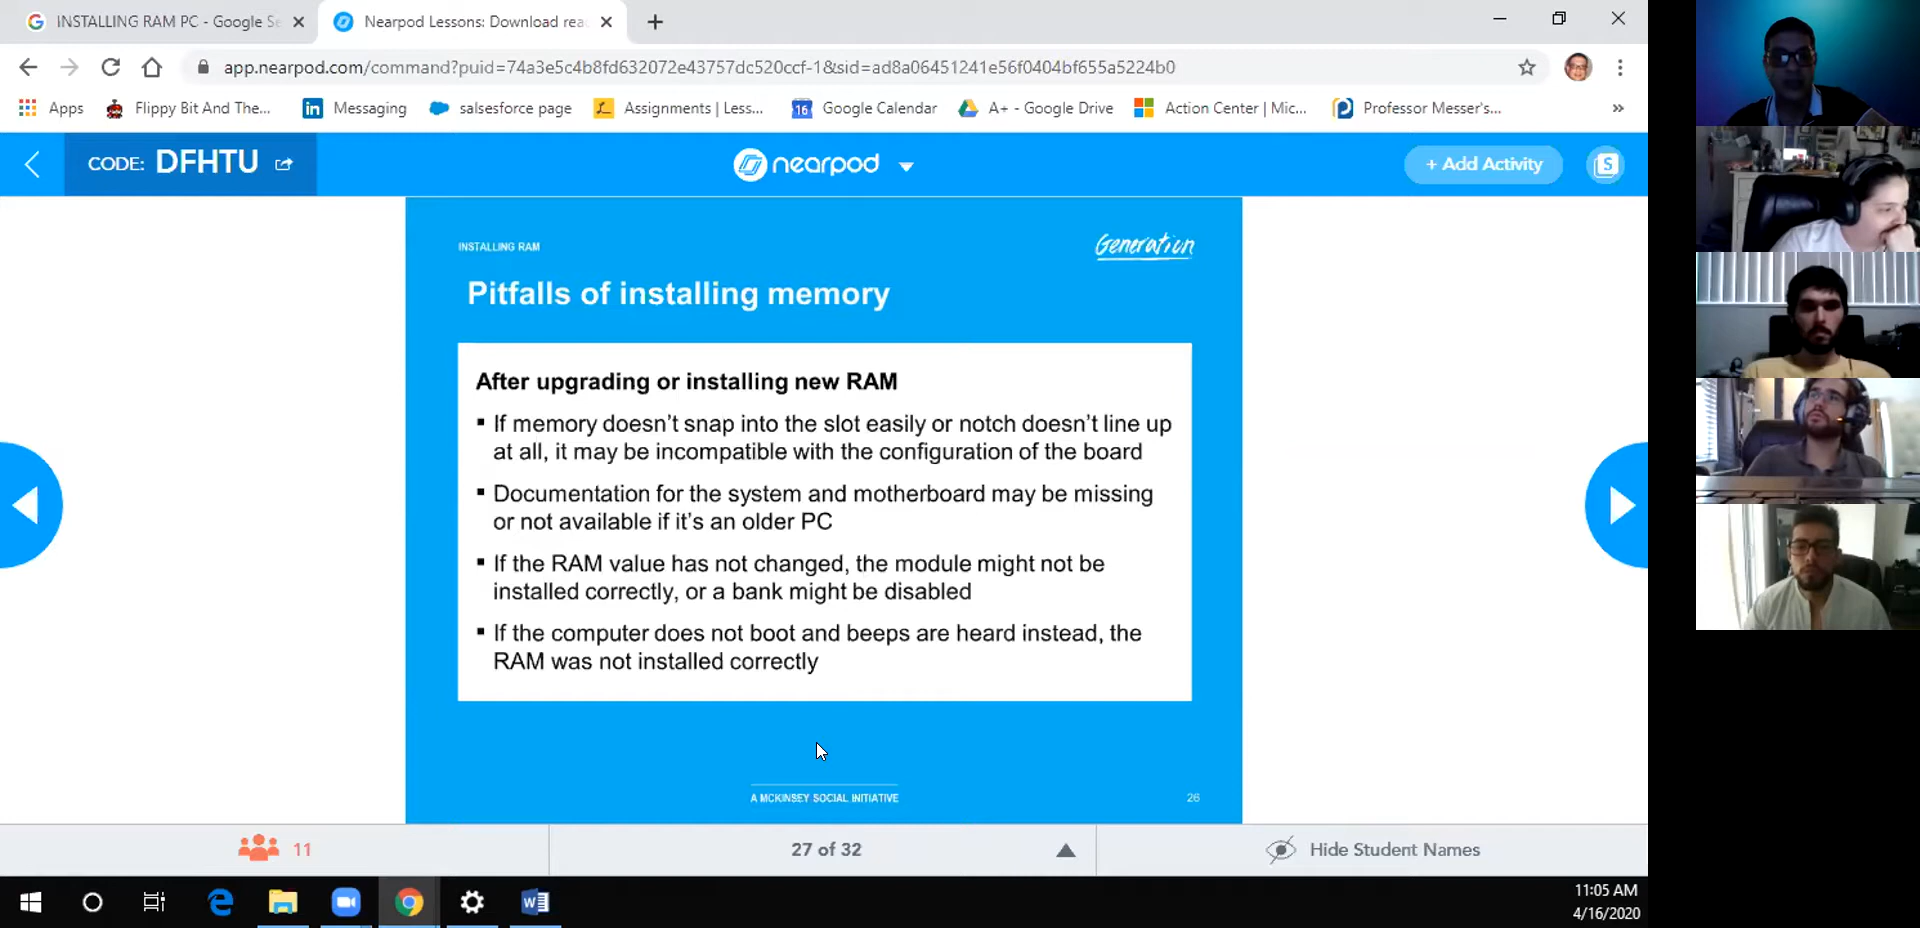 INSTALLING RAM PC - Google Se
Nearpod Lessons: Download rea
app.nearpod.com/command?puid=74a3e5c4b8fd632072e43757dc520ccf-1&sid=ad8a06451241e56f0404bf655a5224b0
Apps
Flippy Bit And The...
Messaging
salsesforce page
Assignments | Less...
Google Calendar
A+ - Google Drive
Action Center | Mic...
Professor Messer's...
CODE: DFHTU
nearpod
+ Add Activity
INSTALLING RAM
Generation
Pitfalls of installing memory
After upgrading or installing new RAM
▪ If memory doesn't snap into the slot easily or notch doesn't line up
at all, it may be incompatible with the configuration of the board
▪ Documentation for the system and motherboard may be missing
or not available if it's an older PC
▪ If the RAM value has not changed, the module might not be
installed correctly, or a bank might be disabled
▪ If the computer does not boot and beeps are heard instead, the
RAM was not installed correctly
A MCKINSEY SOCIAL INITIATIVE
26
11
27 of 32
Hide Student Names
11:05 AM
4/16/2020